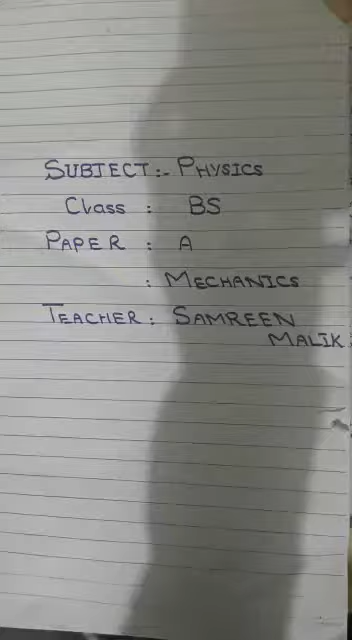 SUBJECT:- PHYSICS
Class : BS
PAPER : A
: MECHANICS
TEACHER: SAMREEN
MALIK